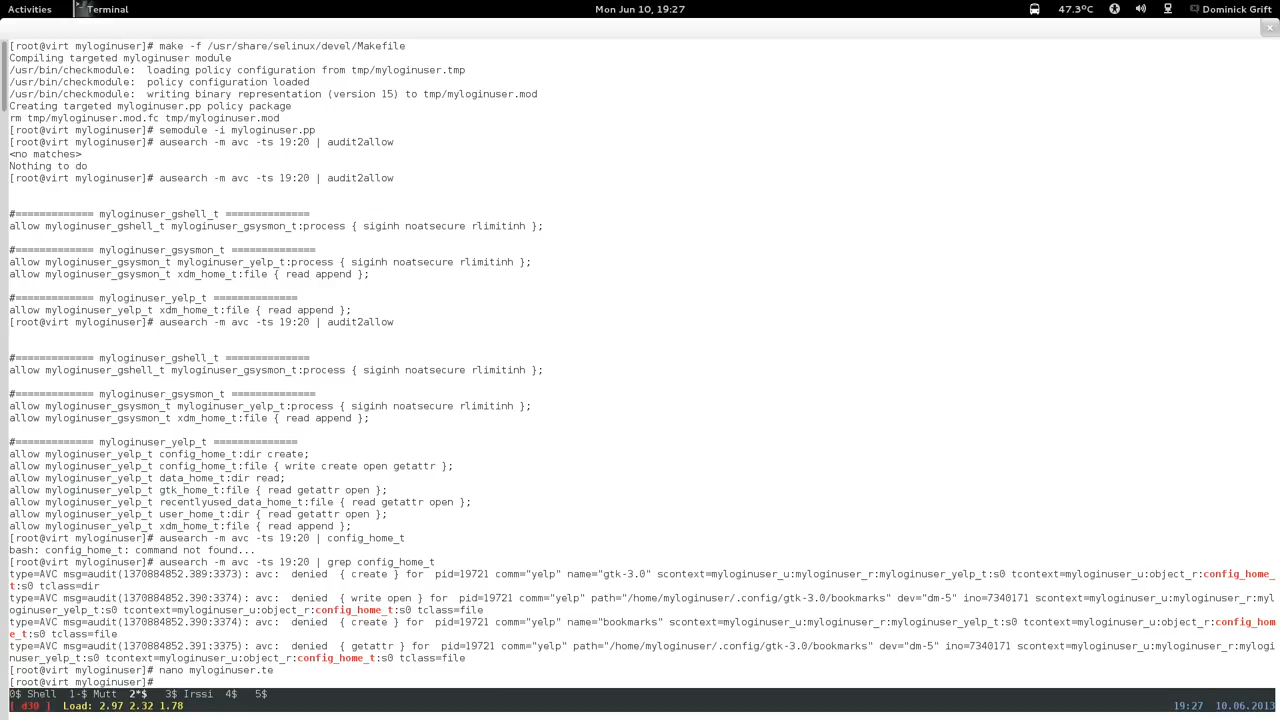 Activities
Terminal
Mon Jun 10, 19:27
47.3°C
Dominick Grift
[root@virt myloginuser]# make -f /usr/share/selinux/devel/Makefile
Compiling targeted myloginuser module
/usr/bin/checkmodule:  loading policy configuration from tmp/myloginuser.tmp
/usr/bin/checkmodule:  policy configuration loaded
/usr/bin/checkmodule:  writing binary representation (version 15) to tmp/myloginuser.mod
Creating targeted myloginuser.pp policy package
rm tmp/myloginuser.mod.fc tmp/myloginuser.mod
[root@virt myloginuser]# semodule -i myloginuser.pp
[root@virt myloginuser]# ausearch -m avc -ts 19:20 | audit2allow
<no matches>
Nothing to do
[root@virt myloginuser]# ausearch -m avc -ts 19:20 | audit2allow
#============= myloginuser_gshell_t ==============
allow myloginuser_gshell_t myloginuser_gsysmon_t:process { siginh noatsecure rlimitinh };
#============= myloginuser_gsysmon_t ==============
allow myloginuser_gsysmon_t myloginuser_yelp_t:process { siginh noatsecure rlimitinh };
allow myloginuser_gsysmon_t xdm_home_t:file { read append };
#============= myloginuser_yelp_t ==============
allow myloginuser_yelp_t xdm_home_t:file { read append };
[root@virt myloginuser]# ausearch -m avc -ts 19:20 | audit2allow
#============= myloginuser_gshell_t ==============
allow myloginuser_gshell_t myloginuser_gsysmon_t:process { siginh noatsecure rlimitinh };
#============= myloginuser_gsysmon_t ==============
allow myloginuser_gsysmon_t myloginuser_yelp_t:process { siginh noatsecure rlimitinh };
allow myloginuser_gsysmon_t xdm_home_t:file { read append };
#============= myloginuser_yelp_t ==============
allow myloginuser_yelp_t config_home_t:dir create;
allow myloginuser_yelp_t config_home_t:file { write create open getattr };
allow myloginuser_yelp_t data_home_t:dir read;
allow myloginuser_yelp_t gtk_home_t:file { read getattr open };
allow myloginuser_yelp_t recentlyused_data_home_t:file { read getattr open };
allow myloginuser_yelp_t user_home_t:dir { read getattr open };
allow myloginuser_yelp_t xdm_home_t:file { read append };
[root@virt myloginuser]# ausearch -m avc -ts 19:20 | config_home_t
bash: config_home_t: command not found...
[root@virt myloginuser]# ausearch -m avc -ts 19:20 | grep config_home_t
type=AVC msg=audit(1370884852.389:3373): avc:  denied  { create } for  pid=19721 comm="yelp" name="gtk-3.0" scontext=myloginuser_u:myloginuser_r:myloginuser_yelp_t:s0 tcontext=myloginuser_u:object_r:config_home_
t:s0 tclass=dir
type=AVC msg=audit(1370884852.390:3374): avc:  denied  { write open } for  pid=19721 comm="yelp" path="/home/myloginuser/.config/gtk-3.0/bookmarks" dev="dm-5" ino=7340171 scontext=myloginuser_u:myloginuser_r:myl
oginuser_yelp_t:s0 tcontext=myloginuser_u:object_r:config_home_t:s0 tclass=file
type=AVC msg=audit(1370884852.390:3374): avc:  denied  { create } for  pid=19721 comm="yelp" name="bookmarks" scontext=myloginuser_u:myloginuser_r:myloginuser_yelp_t:s0 tcontext=myloginuser_u:object_r:config_hom
e_t:s0 tclass=file
type=AVC msg=audit(1370884852.391:3375): avc:  denied  { getattr } for  pid=19721 comm="yelp" path="/home/myloginuser/.config/gtk-3.0/bookmarks" dev="dm-5" ino=7340171 scontext=myloginuser_u:myloginuser_r:mylogi
nuser_yelp_t:s0 tcontext=myloginuser_u:object_r:config_home_t:s0 tclass=file
[root@virt myloginuser]# nano myloginuser.te
[root@virt myloginuser]#
0$ Shell  1-$ Mutt  2*$  3$ Irssi  4$  5$
[ d30 ]  Load: 2.97 2.32 1.78
19:27  10.06.2013